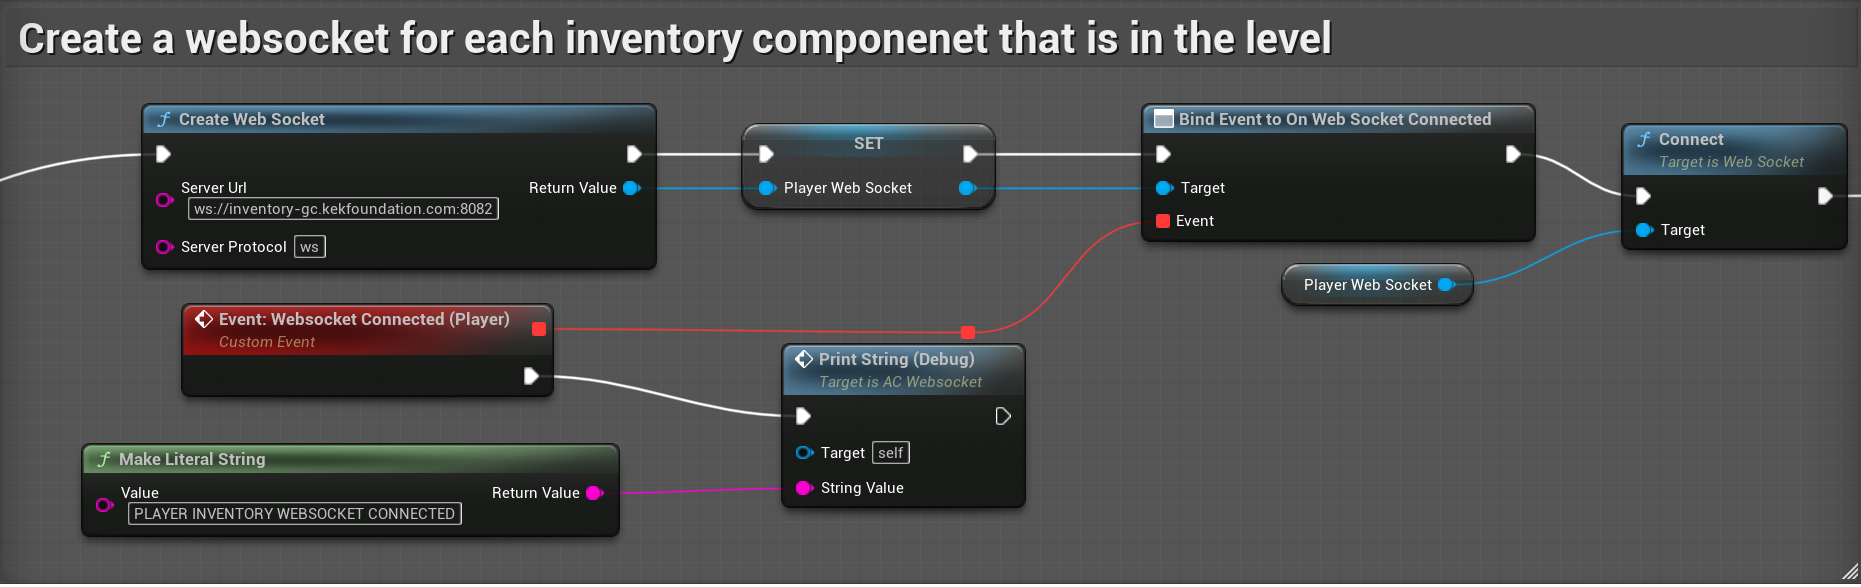 Create a websocket for each inventory componenet that is in the level
f Create Web Socket
Server Url
ws://inventory-gc.kekfoundation.com:8082
Return Value
Server Protocol ws
SET
Player Web Socket
Bind Event to On Web Socket Connected
Target
Event
Player Web Socket
f Connect
Target is Web Socket
Target
Event: Websocket Connected (Player)
Custom Event
Print String (Debug)
Target is AC Websocket
Target self
String Value
f Make Literal String
Value
PLAYER INVENTORY WEBSOCKET CONNECTED
Return Value